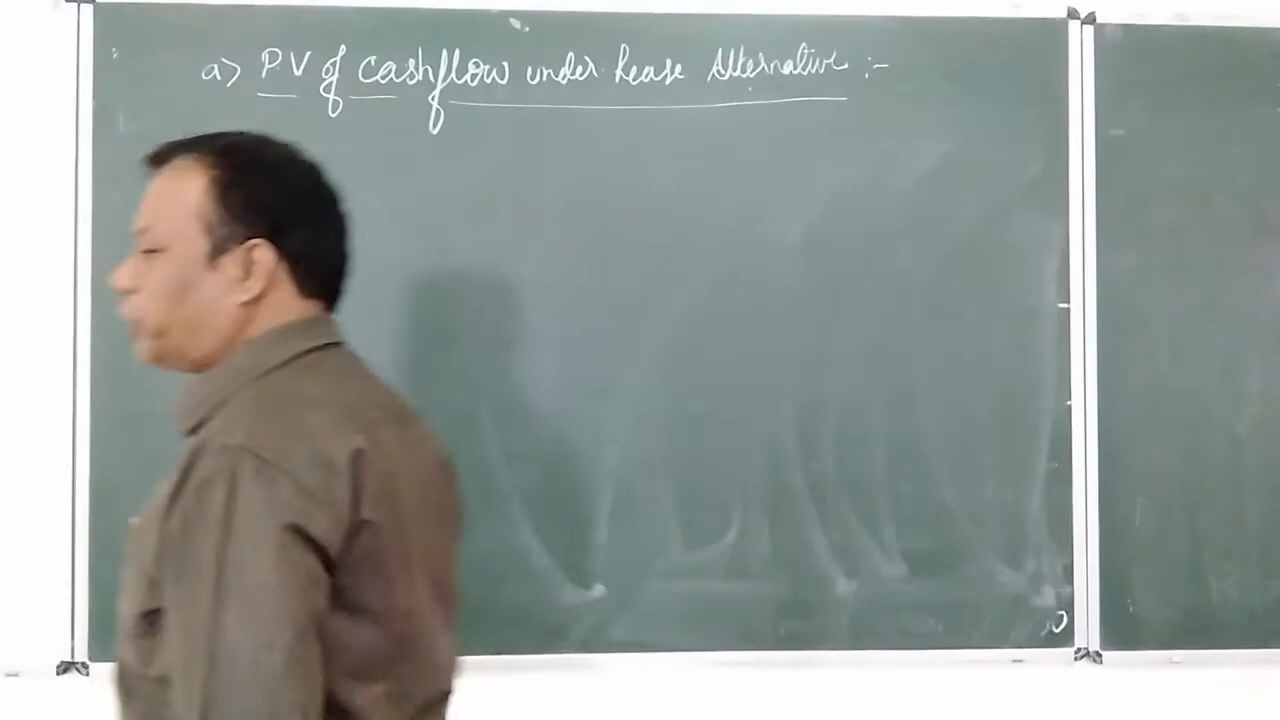 a> PV of cashflow under Lease Alternative :-